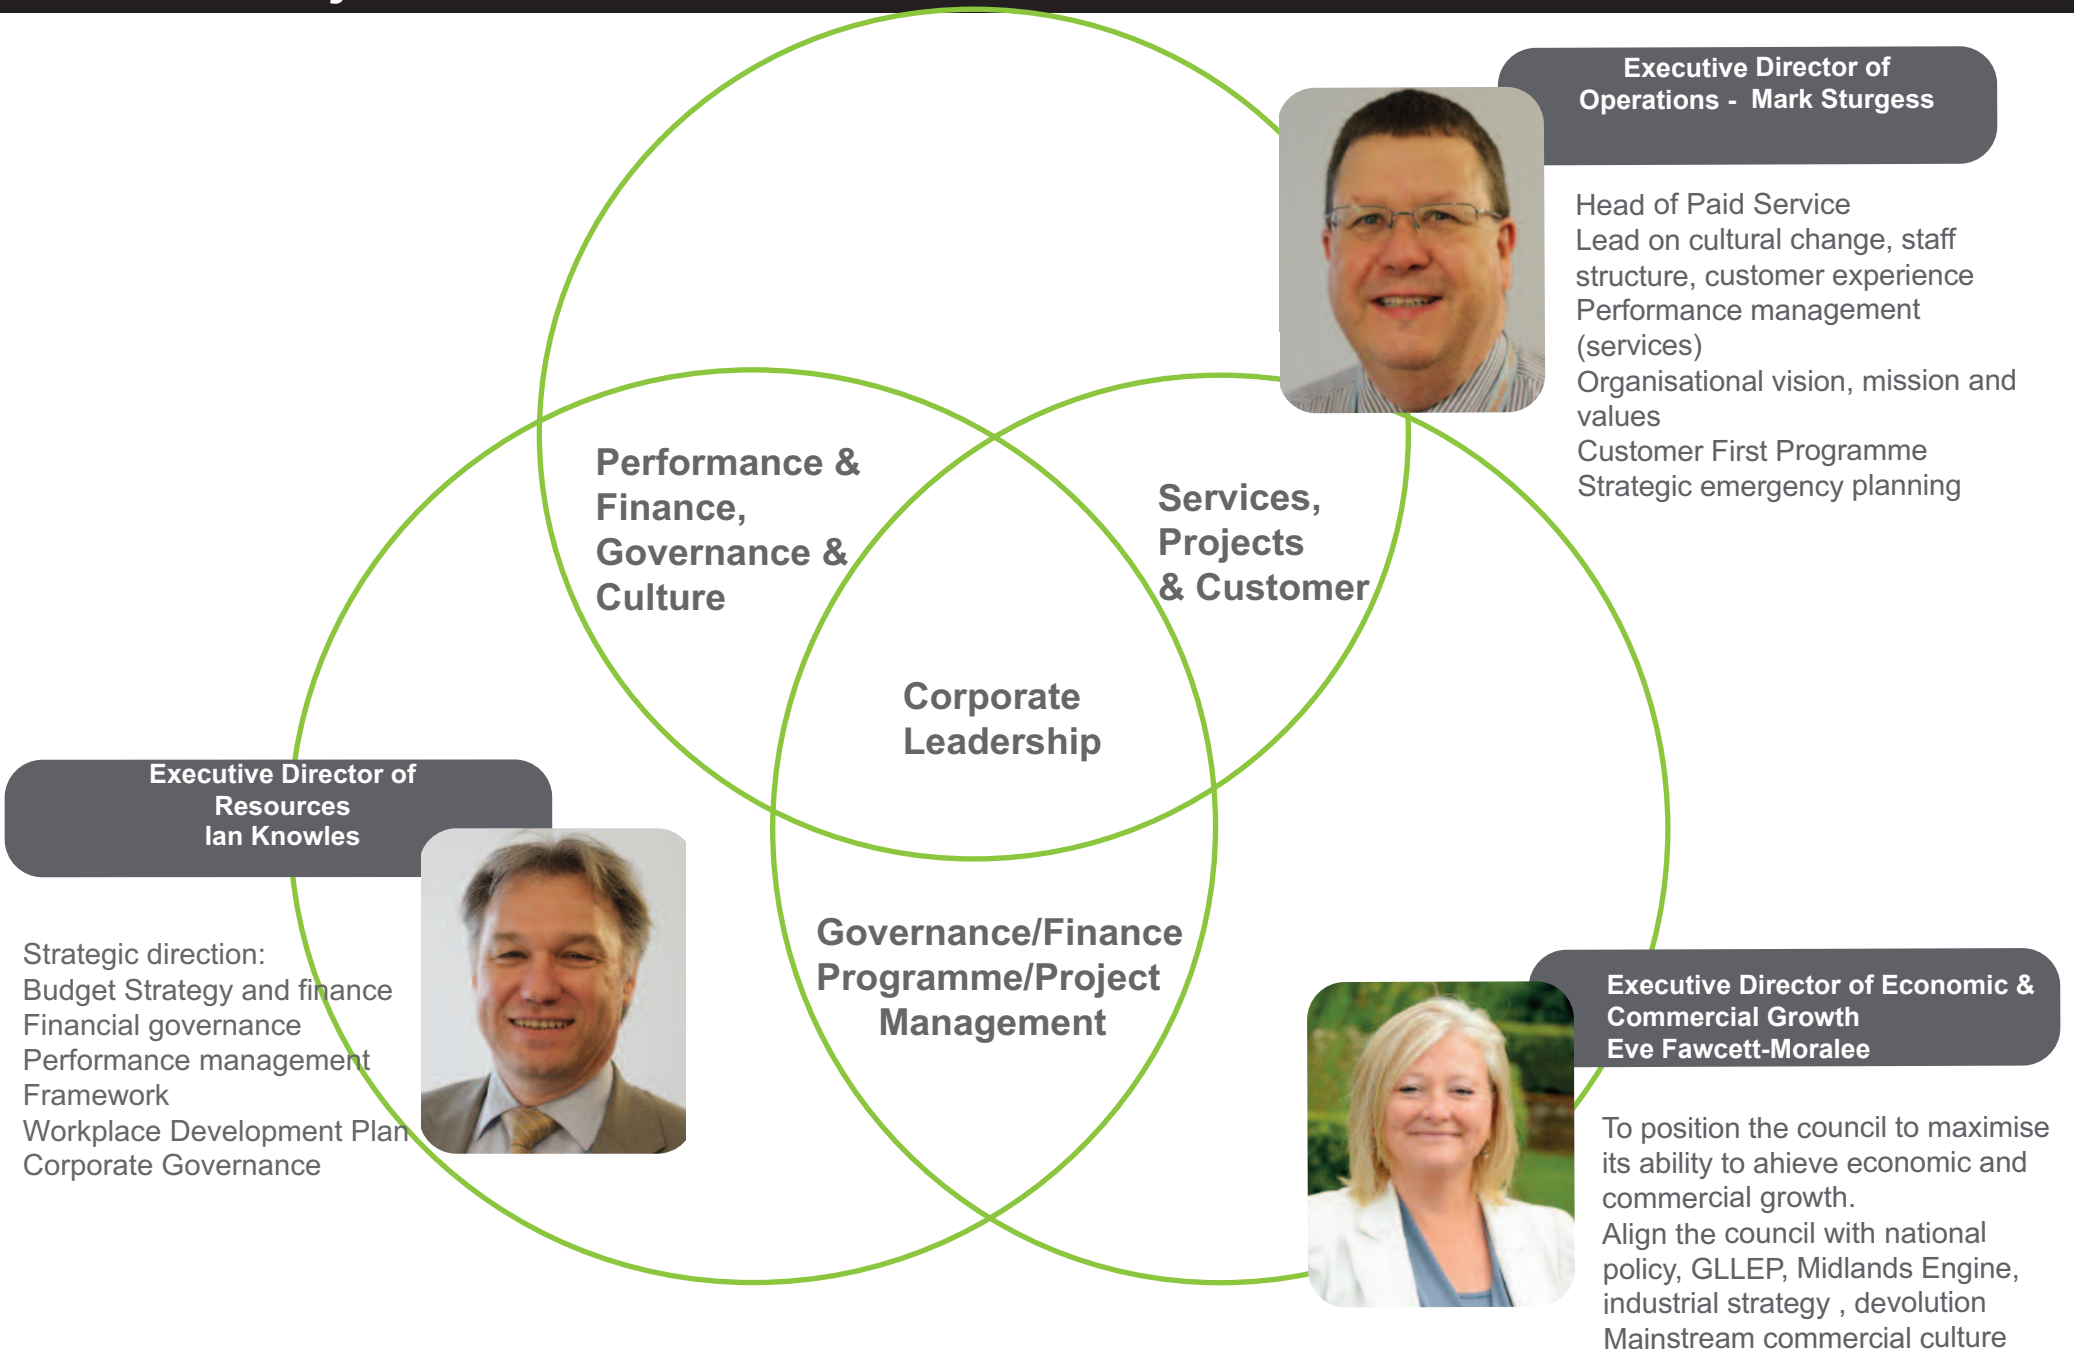 Executive Director of
Operations - Mark Sturgess
Head of Paid Service
Lead on cultural change, staff
structure, customer experience
Performance management
(services)
Organisational vision, mission and
values
Customer First Programme
Strategic emergency planning
Performance &
Finance,
Governance &
Culture
Services,
Projects
& Customer
Corporate
Leadership
Executive Director of
Resources
Ian Knowles
Strategic direction:
Budget Strategy and finance
Financial governance
Performance management
Framework
Workplace Development Plan
Corporate Governance
Governance/Finance
Programme/Project
Management
Executive Director of Economic &
Commercial Growth
Eve Fawcett-Moralee
To position the council to maximise
its ability to ahieve economic and
commercial growth.
Align the council with national
policy, GLLEP, Midlands Engine,
industrial strategy , devolution
Mainstream commercial culture